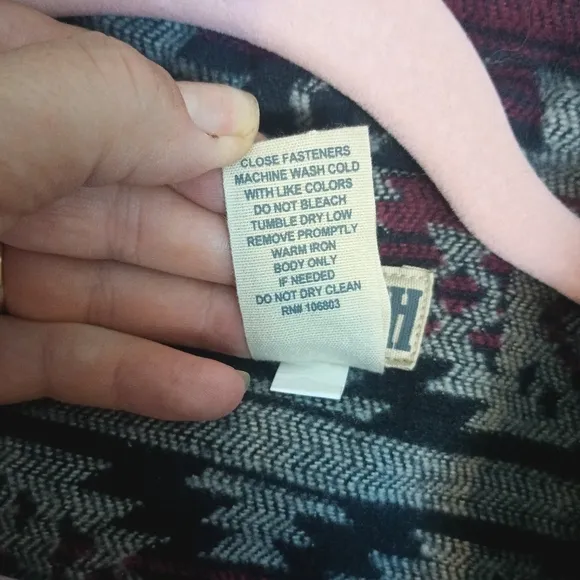 CLOSE FASTENERS
MACHINE WASH COLD
WITH LIKE COLORS
DO NOT BLEACH
TUMBLE DRY LOW
REMOVE PROMPTLY
WARM IRON
BODY ONLY
IF NEEDED
DO NOT DRY CLEAN
RN# 106803
H